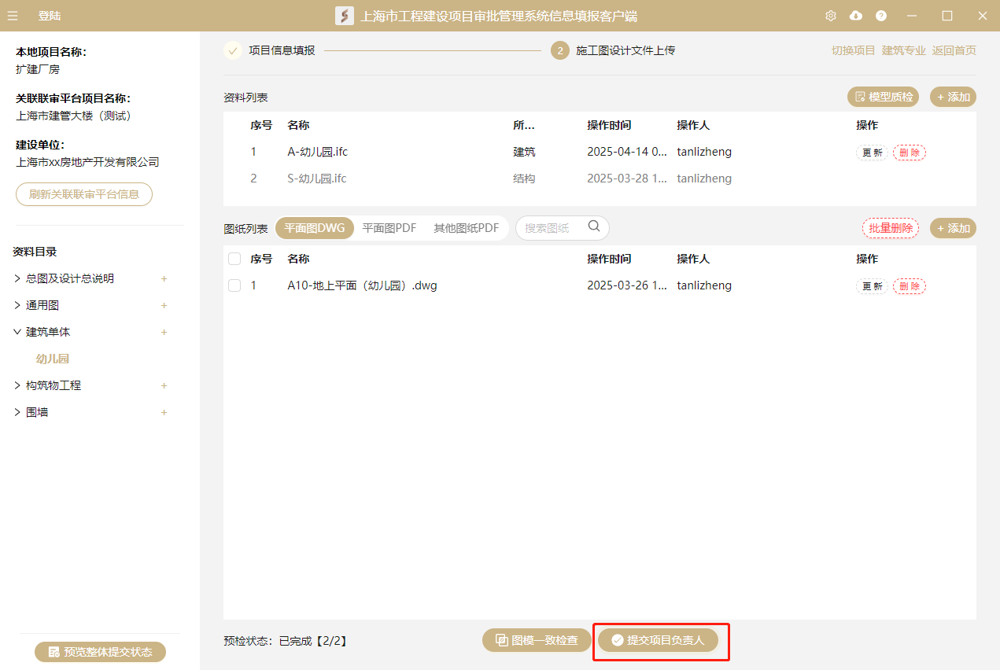 登陆
上海市工程建设项目审批管理系统信息填报客户端
本地项目名称：
扩建厂房
关联联审平台项目名称：
上海市建管大楼（测试）
建设单位：
上海市xx房地产开发有限公司
刷新关联联审平台信息
资料目录
总图及设计总说明 +
通用图 +
建筑单体 +
幼儿园
构筑物工程 +
围墙 +
预览整体提交状态
项目信息填报
2 施工图设计文件上传
切换项目 建筑专业 返回首页
资料列表
模型质检 + 添加
序号 名称 所... 操作时间 操作人 操作
1 A-幼儿园.ifc 建筑 2025-04-14 0... tanlizheng 更新 删除
2 S-幼儿园.ifc 结构 2025-03-28 1... tanlizheng
图纸列表 平面图DWG 平面图PDF 其他图纸PDF 搜索图纸 批量删除 + 添加
序号 名称 操作时间 操作人 操作
1 A10-地上平面（幼儿园）.dwg 2025-03-26 1... tanlizheng 更新 删除
预检状态：已完成【2/2】 图模一致检查 提交项目负责人